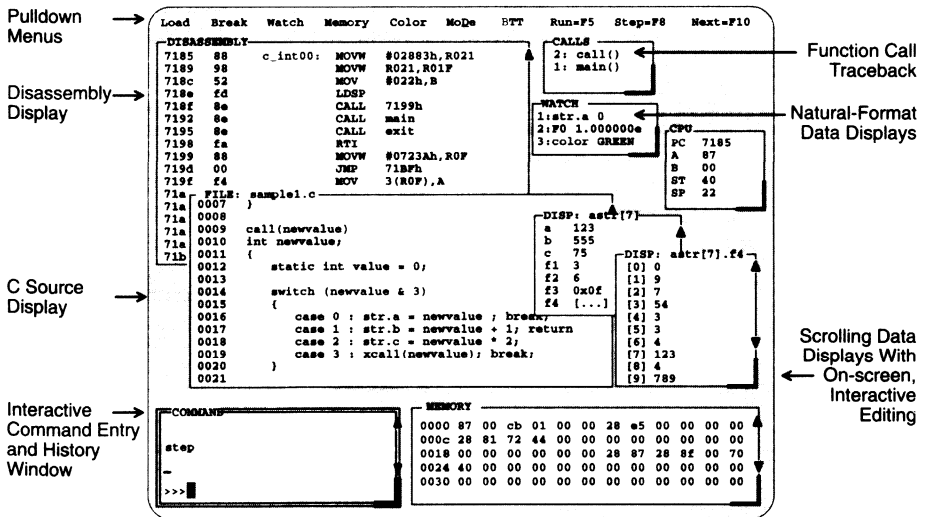 Pulldown Menus
Load Break Watch Memory Color MoDe BTT Run=F5 Step=F8 Next=F10
DISASSEMBLY
7185 88 c_int00: MOVW #02883h,R021
7189 98 MOVW R021,R01F
718c 52 MOV #022h,B
718e fd LDSP
718f 8e CALL 7199h
7192 8e CALL main
7195 8e CALL exit
7198 fa RTI
7199 88 MOVW #0723Ah,R0F
719d 00 JMP 71BFh
719f f4 MOV 3(R0F),A
71a
71a
71a
71a
71a
71b
Disassembly Display
CALLS
2: call()
1: main()
Function Call Traceback
WATCH
1:str.a 0
2:F0 1.000000e
3:color GREEN
Natural-Format Data Displays
CPU
PC 7185
A 87
B 00
ST 40
SP 22
FILE: sample1.c
0007 }
0008
0009 call(newvalue)
0010 int newvalue;
0011 {
0012 static int value = 0;
0013
0014 switch (newvalue & 3)
0015 {
0016 case 0 : str.a = newvalue ; break;
0017 case 1 : str.b = newvalue + 1; return
0018 case 2 : str.c = newvalue * 2;
0019 case 3 : xcall(newvalue); break;
0020 }
0021
C Source Display
DISP: astr[7]
a 123
b 555
c 75
f1 3
f2 6
f3 0x0f
f4 [...]
DISP: astr[7].f4
[0] 0
[1] 9
[2] 7
[3] 54
[4] 3
[5] 3
[6] 4
[7] 123
[8] 4
[9] 789
Scrolling Data
Displays With
On-screen,
Interactive
Editing
Interactive
Command Entry
and History
Window
COMMAND
step
>>>
MEMORY
0000 87 00 cb 01 00 00 28 e5 00 00 00 00
000c 28 81 72 44 00 00 00 00 00 00 00 00
0018 00 00 00 00 00 00 28 87 28 8f 00 70
0024 40 00 00 00 00 00 00 00 00 00 00 00
0030 00 00 00 00 00 00 00 00 00 00 00 00